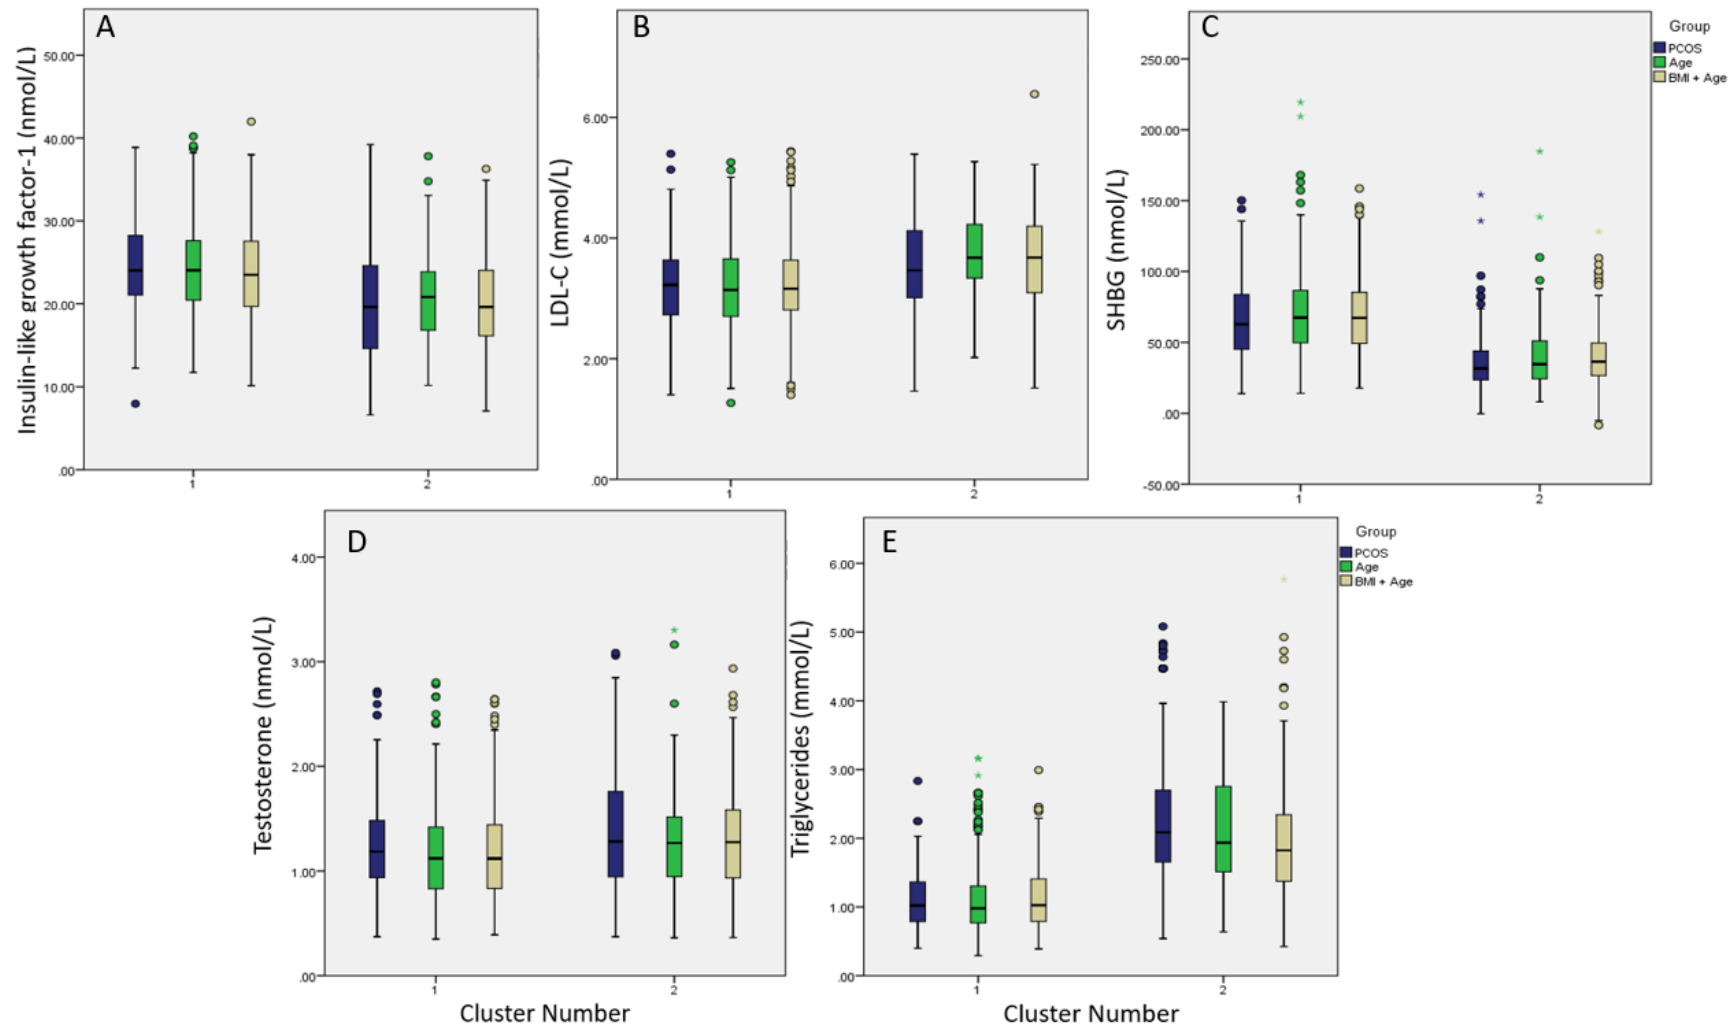 A
Insulin-like growth factor-1 (nmol/L)
50.00
40.00
30.00
20.00
10.00
.00
1
2
B
LDL-C (mmol/L)
6.00
4.00
2.00
.00
1
2
C
SHBG (nmol/L)
250.00
200.00
150.00
100.00
50.00
.00
-50.00
1
2
Group
PCOS
Age
BMI + Age
D
Testosterone (nmol/L)
4.00
3.00
2.00
1.00
.00
1
2
Cluster Number
E
Triglycerides (mmol/L)
6.00
5.00
4.00
3.00
2.00
1.00
.00
1
2
Cluster Number
Group
PCOS
Age
BMI + Age